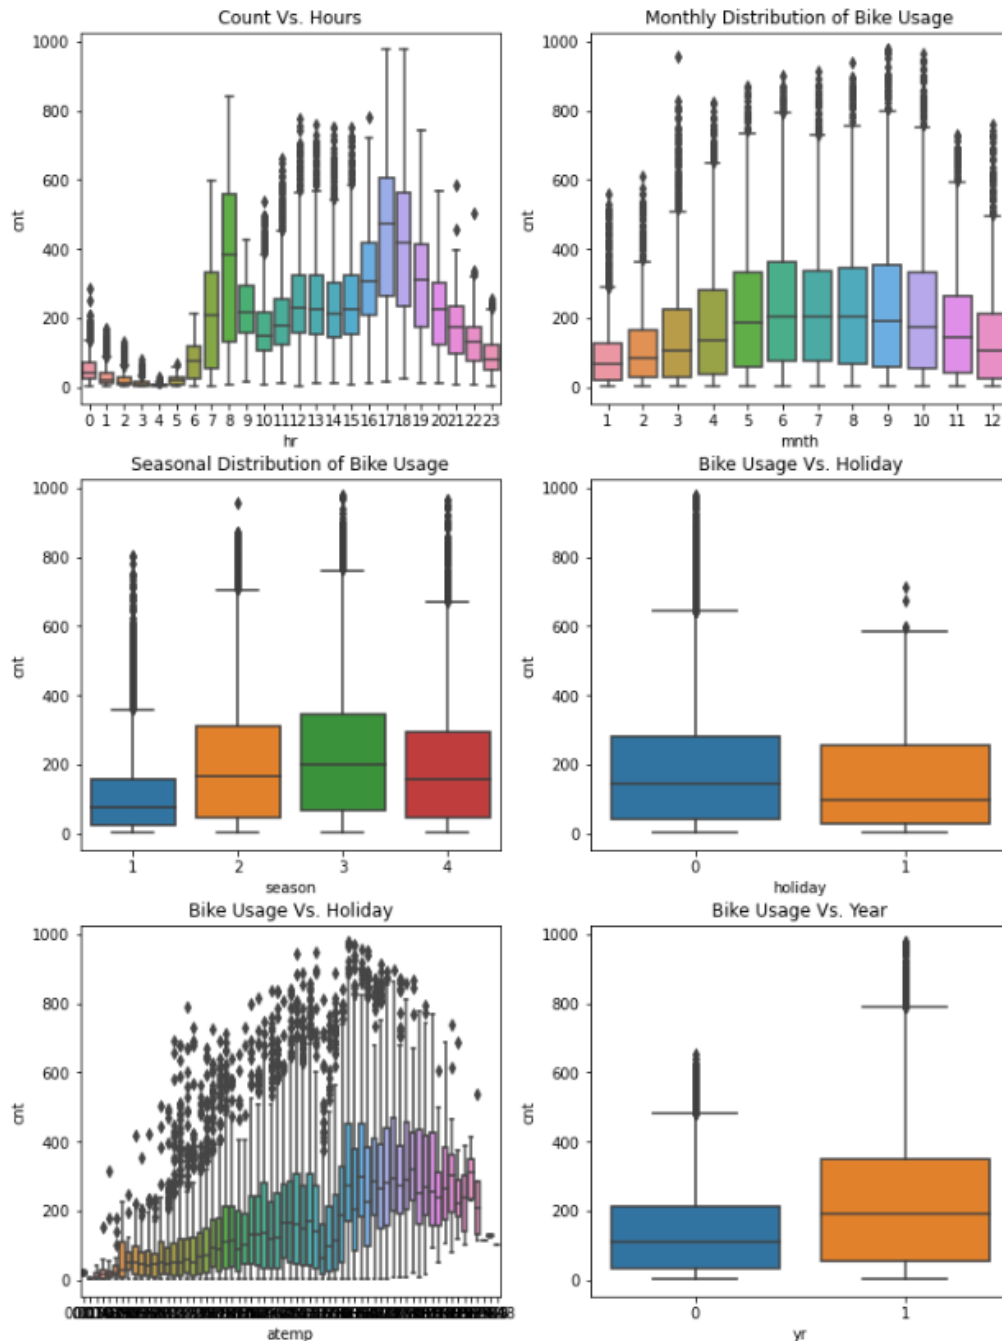 Count Vs. Hours
1000
800
600
400
200
0
cnt
0 1 2 3 4 5 6 7 8 9 10 11 12 13 14 15 16 17 18 19 20 21 22 23
hr
Monthly Distribution of Bike Usage
1000
800
600
400
200
0
cnt
1 2 3 4 5 6 7 8 9 10 11 12
mnth
Seasonal Distribution of Bike Usage
1000
800
600
400
200
0
cnt
1 2 3 4
season
Bike Usage Vs. Holiday
1000
800
600
400
200
0
cnt
0 1
holiday
Bike Usage Vs. Holiday
1000
800
600
400
200
0
cnt
atemp
Bike Usage Vs. Year
1000
800
600
400
200
0
cnt
0 1
yr